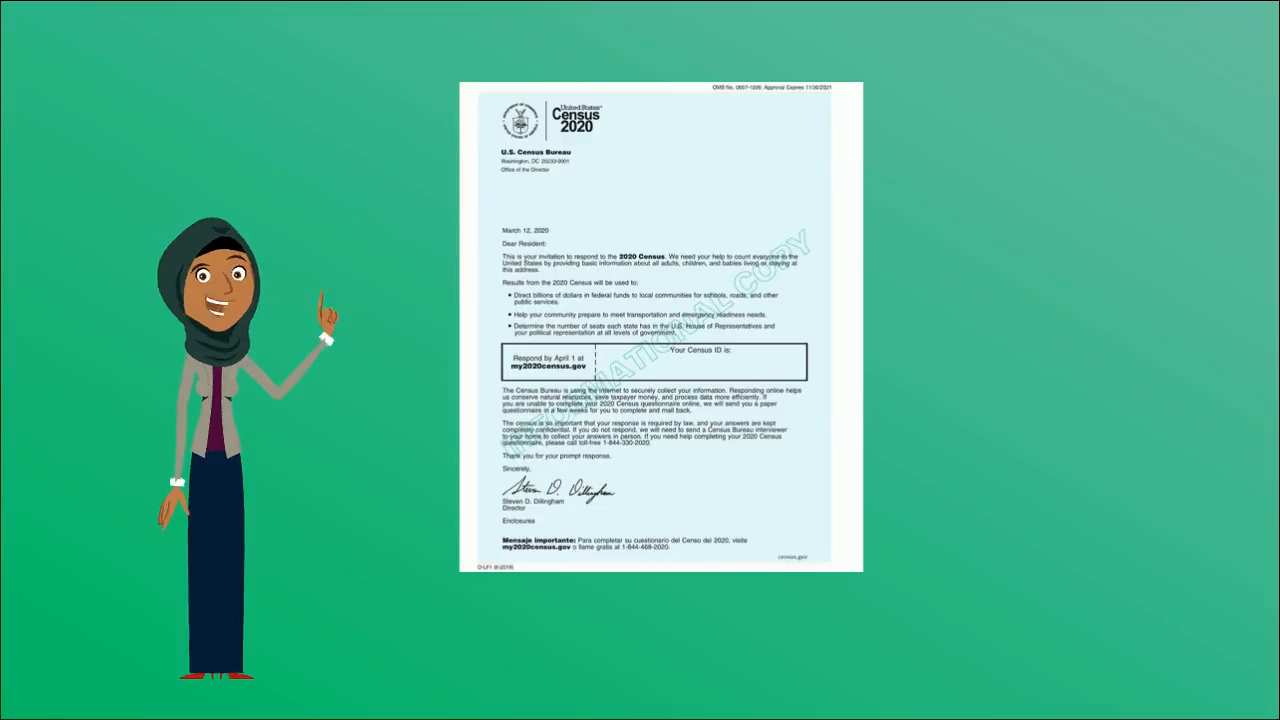 OMB No. 0607-1006: Approval Expires 11/30/2021
United States®
Census
2020
U.S. Census Bureau
Washington, DC 20233-0001
Office of the Director
March 12, 2020
Dear Resident:
This is your invitation to respond to the 2020 Census. We need your help to count everyone in the
United States by providing basic information about all adults, children, and babies living or staying at
this address.
Results from the 2020 Census will be used to:
• Direct billions of dollars in federal funds to local communities for schools, roads, and other
public services.
• Help your community prepare to meet transportation and emergency readiness needs.
• Determine the number of seats each state has in the U.S. House of Representatives and
your political representation at all levels of government.
Respond by April 1 at
my2020census.gov
Your Census ID is:
The Census Bureau is using the internet to securely collect your information. Responding online helps
us conserve natural resources, save taxpayer money, and process data more efficiently. If
you are unable to complete your 2020 Census questionnaire online, we will send you a paper
questionnaire in a few weeks for you to complete and mail back.
The census is so important that your response is required by law, and your answers are kept
completely confidential. If you do not respond, we will need to send a Census Bureau interviewer
to your home to collect your answers in person. If you need help completing your 2020 Census
questionnaire, please call toll-free 1-844-330-2020.
Thank you for your prompt response.
Sincerely,
Steven D. Dillingham
Steven D. Dillingham
Director
Enclosures
Mensaje importante: Para completar su cuestionario del Censo del 2020, visite
my2020census.gov o llame gratis al 1-844-468-2020.
census.gov
D-LF1 (6-2019)
INFORMATIONAL COPY